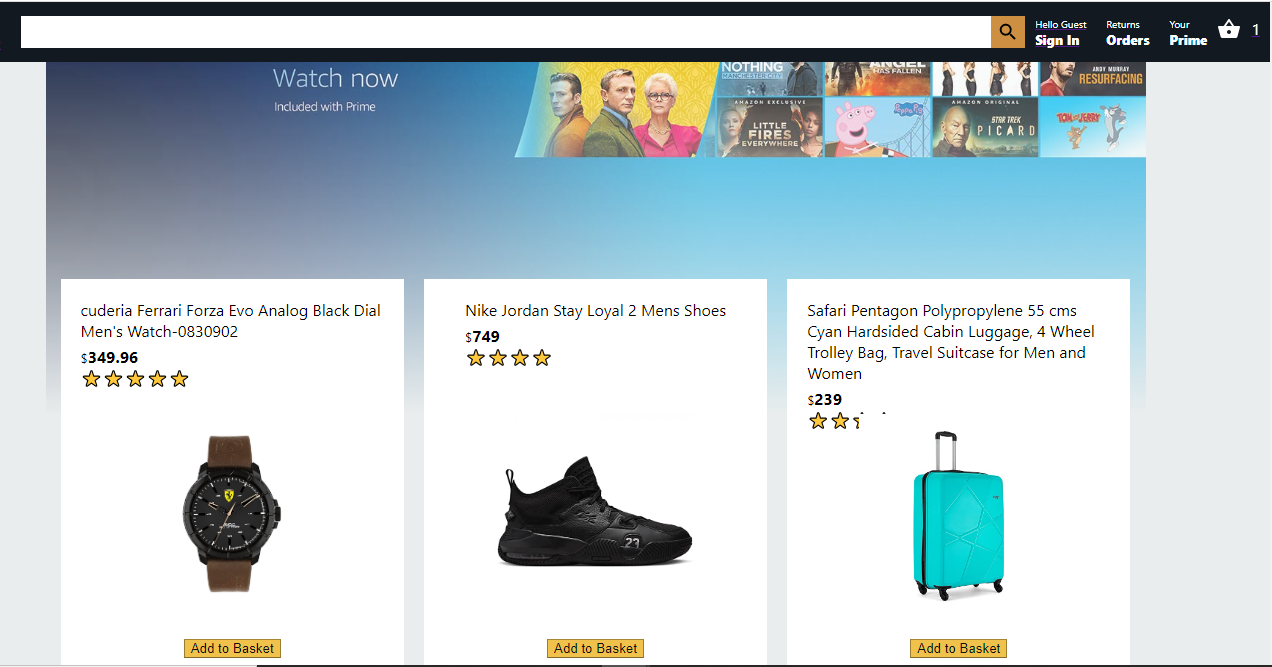 Hello Guest
Sign In
Returns
Orders
Your
Prime
1
Watch now
Included with Prime
NOTHING
MANCHESTER CITY
ANGEL
HAS FALLEN
ANDY MURRAY
RESURFACING
AMAZON EXCLUSIVE
LITTLE
FIRES
EVERYWHERE
Peppa Pig
AMAZON ORIGINAL
STAR TREK
PICARD
TOM and JERRY
cuderia Ferrari Forza Evo Analog Black Dial
Men's Watch-0830902
$349.96
Nike Jordan Stay Loyal 2 Mens Shoes
$749
Safari Pentagon Polypropylene 55 cms
Cyan Hardsided Cabin Luggage, 4 Wheel
Trolley Bag, Travel Suitcase for Men and
Women
$239
23
Add to Basket
Add to Basket
Add to Basket